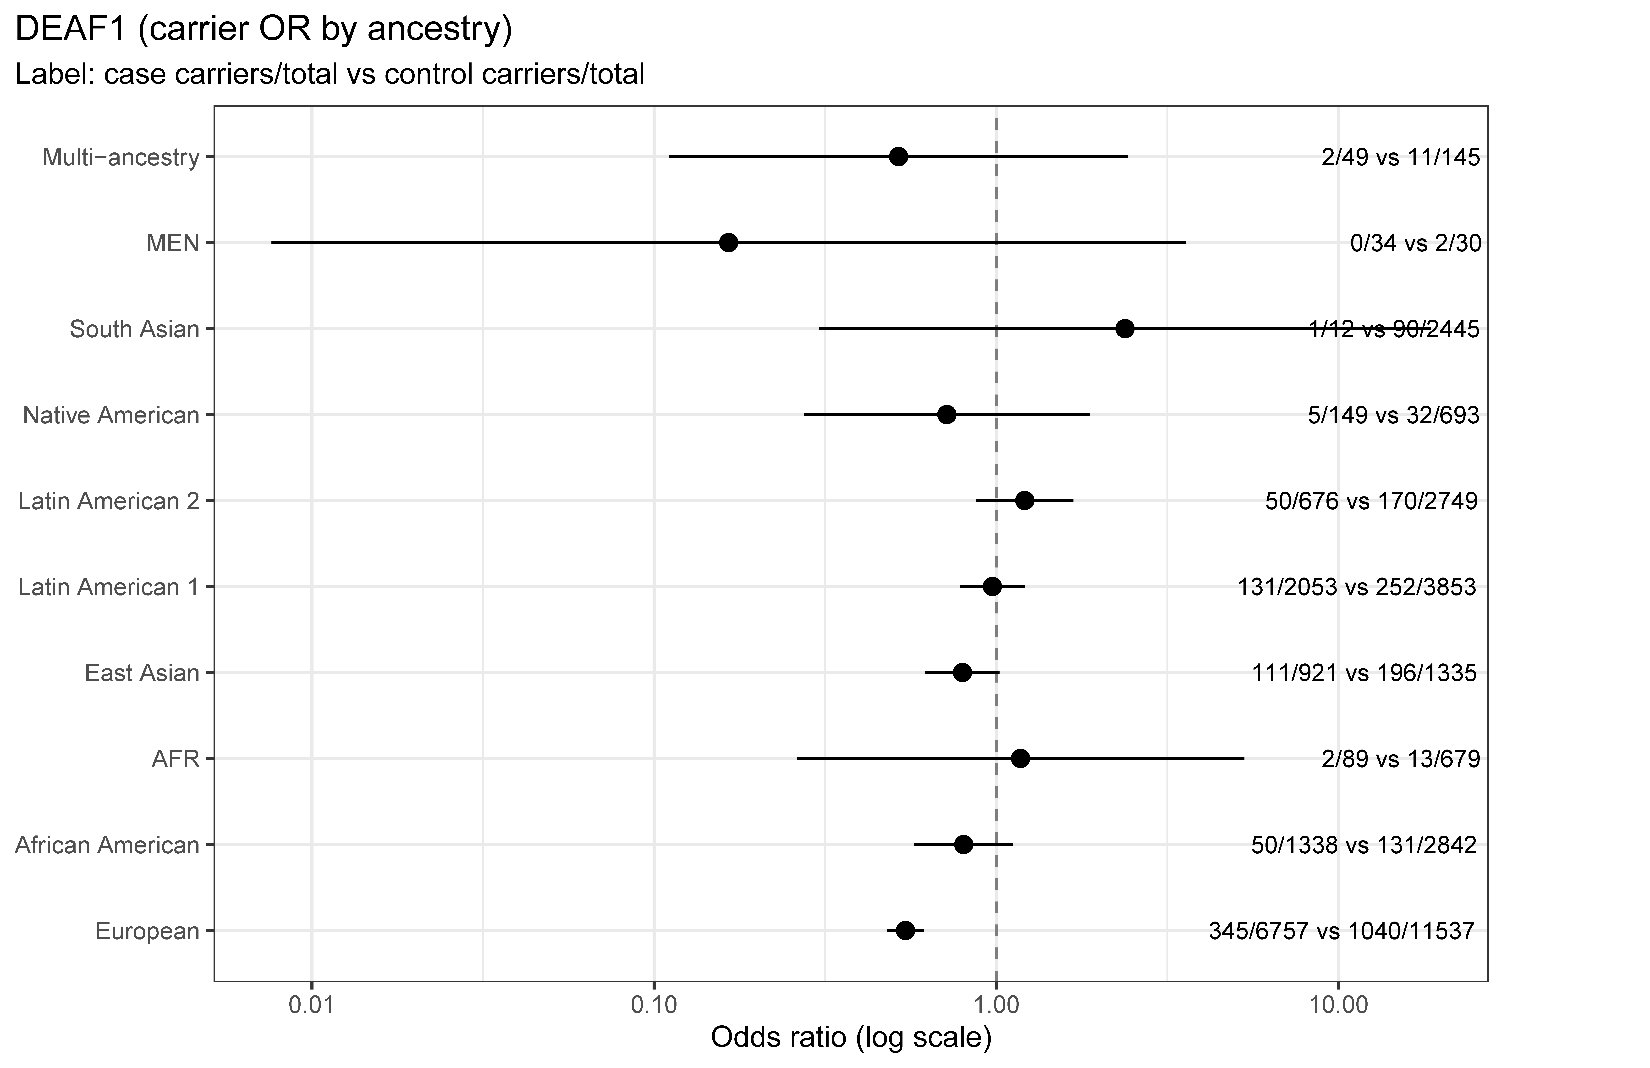 DEAF1 (carrier OR by ancestry)
Label: case carriers/total vs control carriers/total
Multi−ancestry 2/49 vs 11/145
MEN 0/34 vs 2/30
South Asian 1/12 vs 90/2445
Native American 5/149 vs 32/693
Latin American 2 50/676 vs 170/2749
Latin American 1 131/2053 vs 252/3853
East Asian 111/921 vs 196/1335
AFR 2/89 vs 13/679
African American 50/1338 vs 131/2842
European 345/6757 vs 1040/11537
0.01 0.10 1.00 10.00
Odds ratio (log scale)